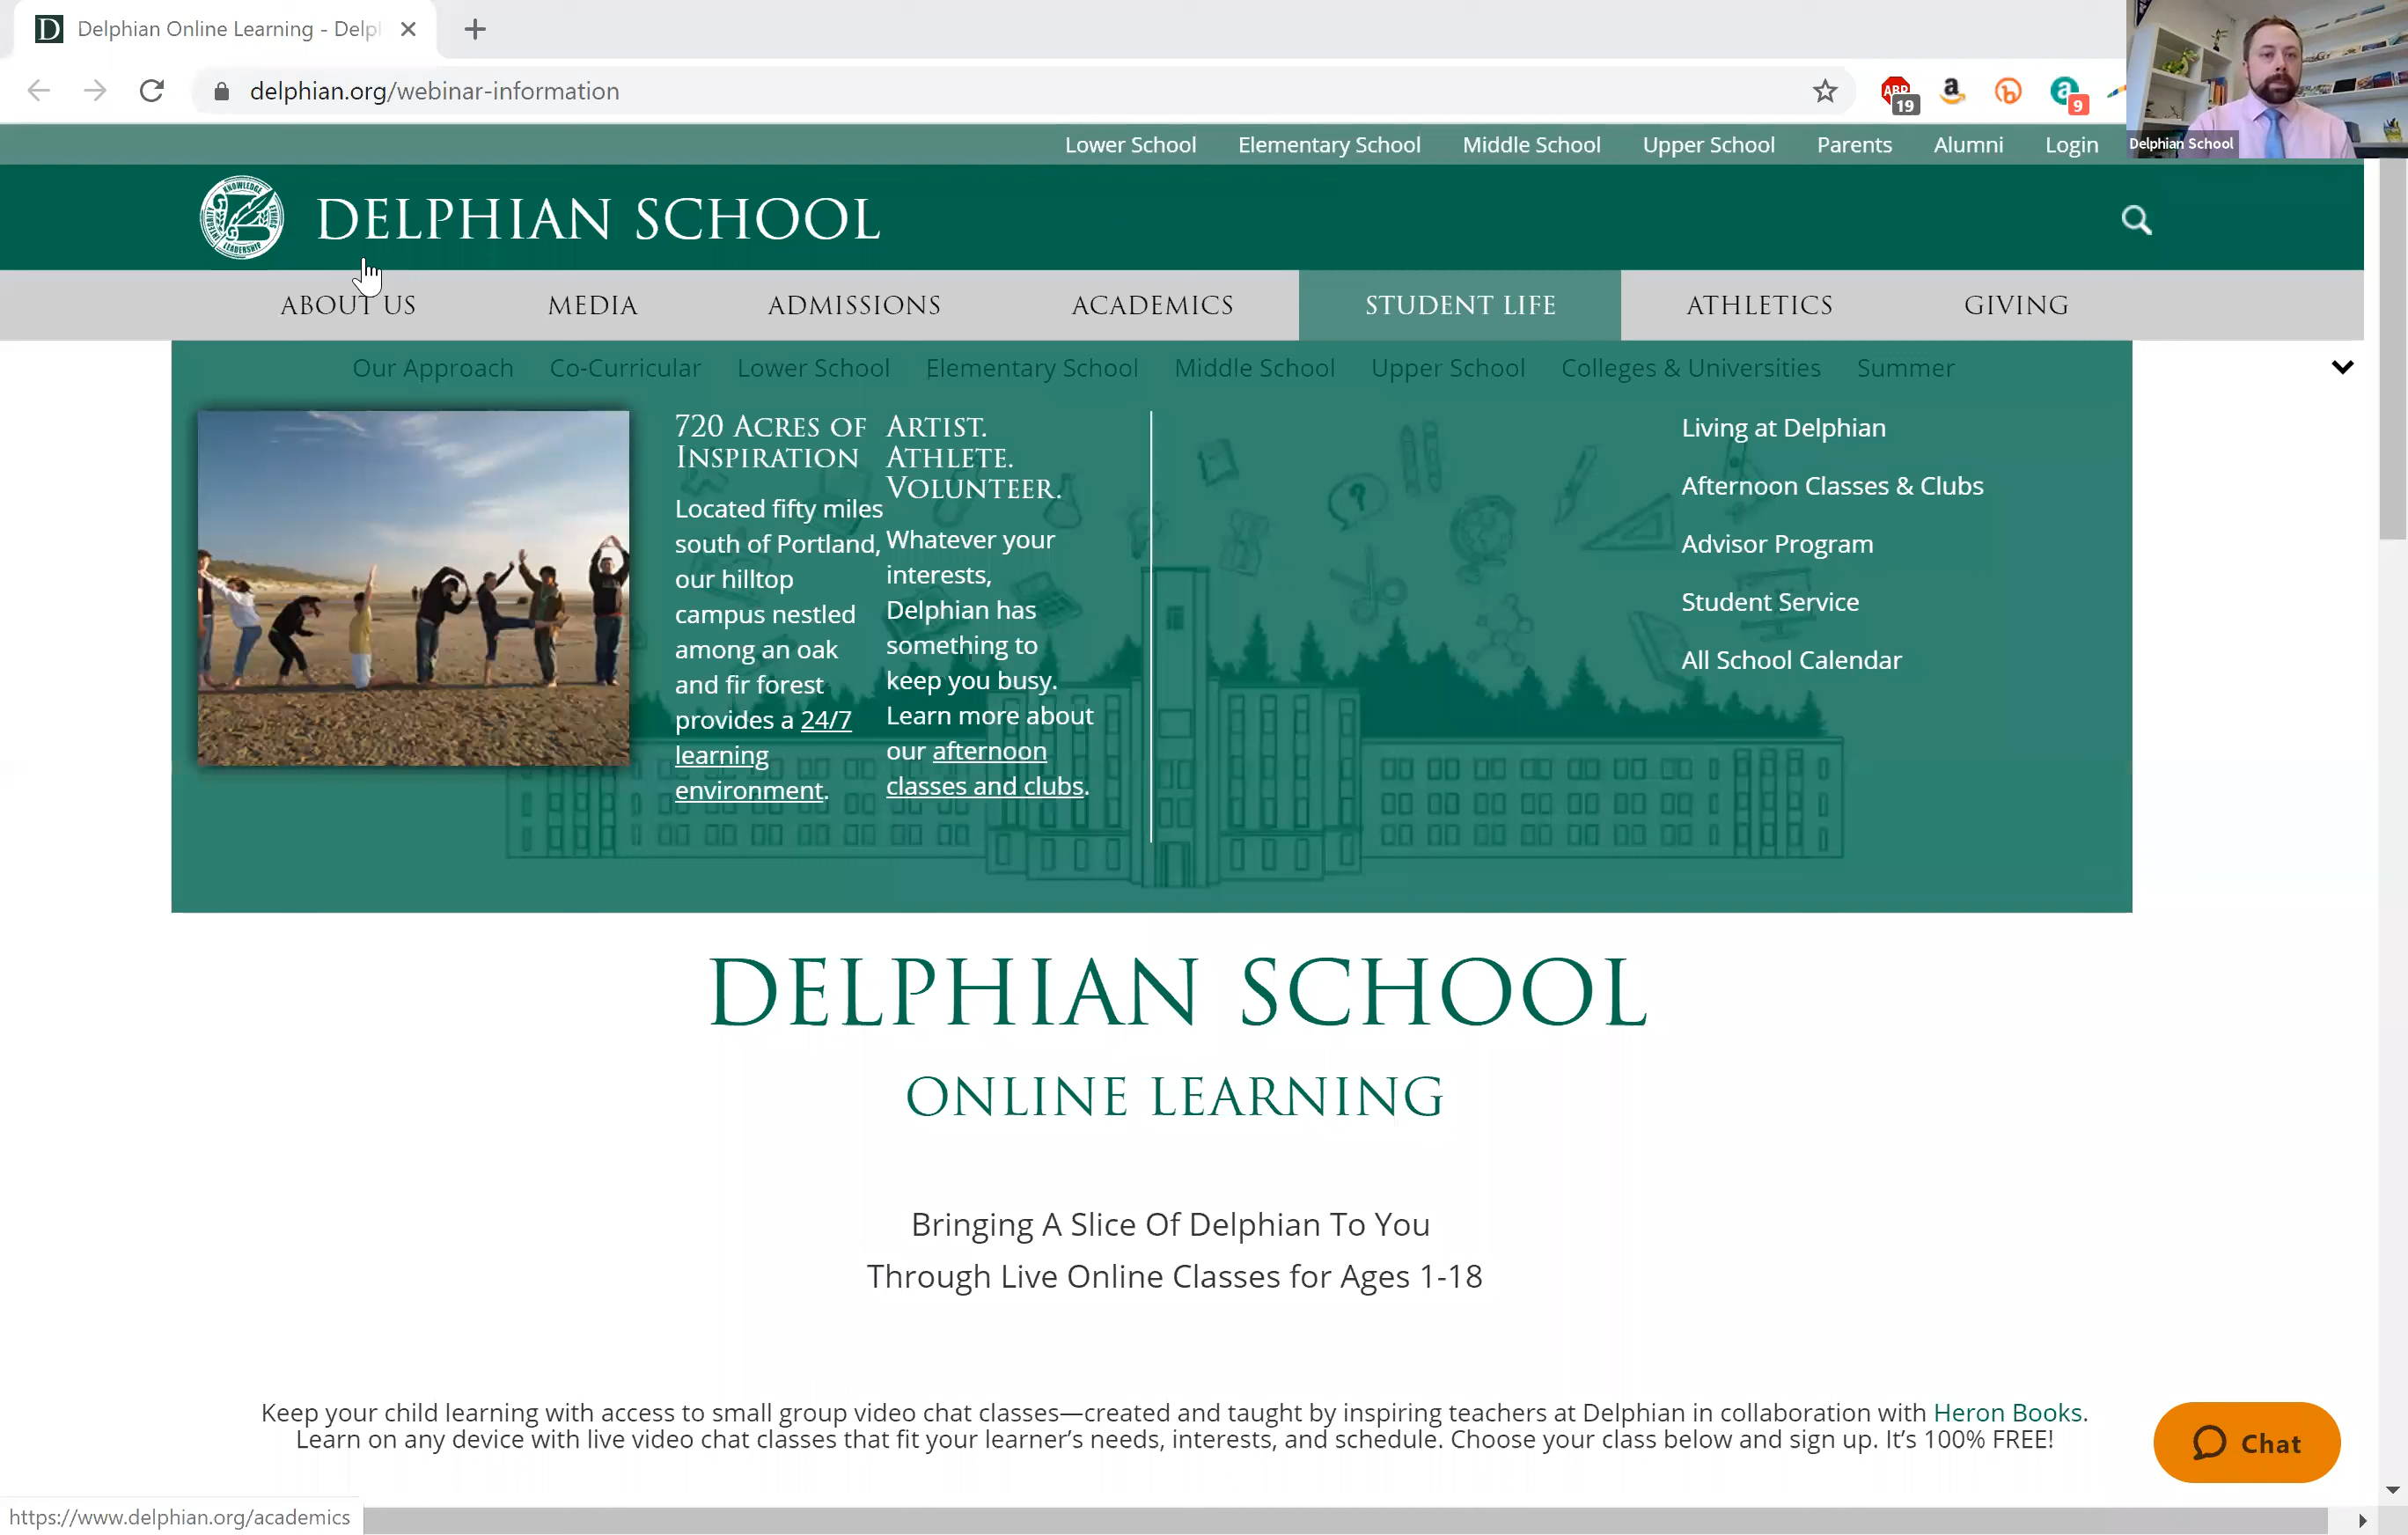 Delphian Online Learning - Delp
delphian.org/webinar-information
ABP
19
a
b
a
9
Delphian School
Lower School Elementary School Middle School Upper School Parents Alumni Login
KNOWLEDGE
LEADERSHIP
DELPHIAN SCHOOL
ABOUT US MEDIA ADMISSIONS ACADEMICS STUDENT LIFE ATHLETICS GIVING
Our Approach Co-Curricular Lower School Elementary School Middle School Upper School Colleges & Universities Summer
720 ACRES OF
INSPIRATION
Located fifty miles
south of Portland,
our hilltop
campus nestled
among an oak
and fir forest
provides a 24/7
learning
environment.
ARTIST.
ATHLETE.
VOLUNTEER.
Whatever your
interests,
Delphian has
something to
keep you busy.
Learn more about
our afternoon
classes and clubs.
Living at Delphian
Afternoon Classes & Clubs
Advisor Program
Student Service
All School Calendar
DELPHIAN SCHOOL
ONLINE LEARNING
Bringing A Slice Of Delphian To You
Through Live Online Classes for Ages 1-18
Keep your child learning with access to small group video chat classes—created and taught by inspiring teachers at Delphian in collaboration with Heron Books.
Learn on any device with live video chat classes that fit your learner's needs, interests, and schedule. Choose your class below and sign up. It's 100% FREE!
Chat
https://www.delphian.org/academics